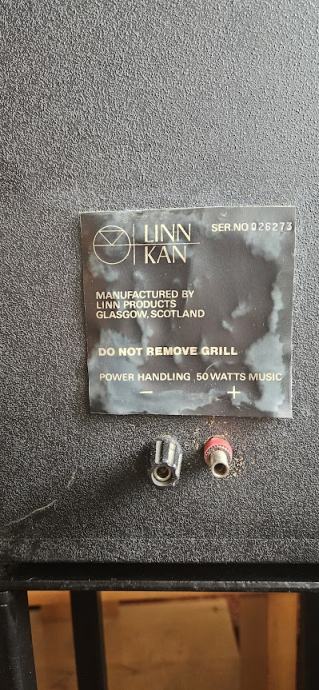 LINN
KAN
SER.NO 026273
MANUFACTURED BY
LINN PRODUCTS
GLASGOW, SCOTLAND
DO NOT REMOVE GRILL
POWER HANDLING 50 WATTS MUSIC
− +